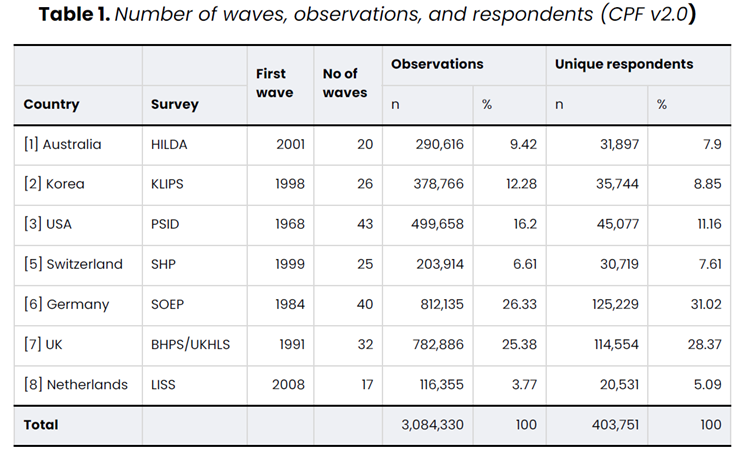 Table 1. Number of waves, observations, and respondents (CPF v2.0)
Country Survey First wave No of waves Observations Unique respondents
n % n %
[1] Australia HILDA 2001 20 290,616 9.42 31,897 7.9
[2] Korea KLIPS 1998 26 378,766 12.28 35,744 8.85
[3] USA PSID 1968 43 499,658 16.2 45,077 11.16
[5] Switzerland SHP 1999 25 203,914 6.61 30,719 7.61
[6] Germany SOEP 1984 40 812,135 26.33 125,229 31.02
[7] UK BHPS/UKHLS 1991 32 782,886 25.38 114,554 28.37
[8] Netherlands LISS 2008 17 116,355 3.77 20,531 5.09
Total 3,084,330 100 403,751 100